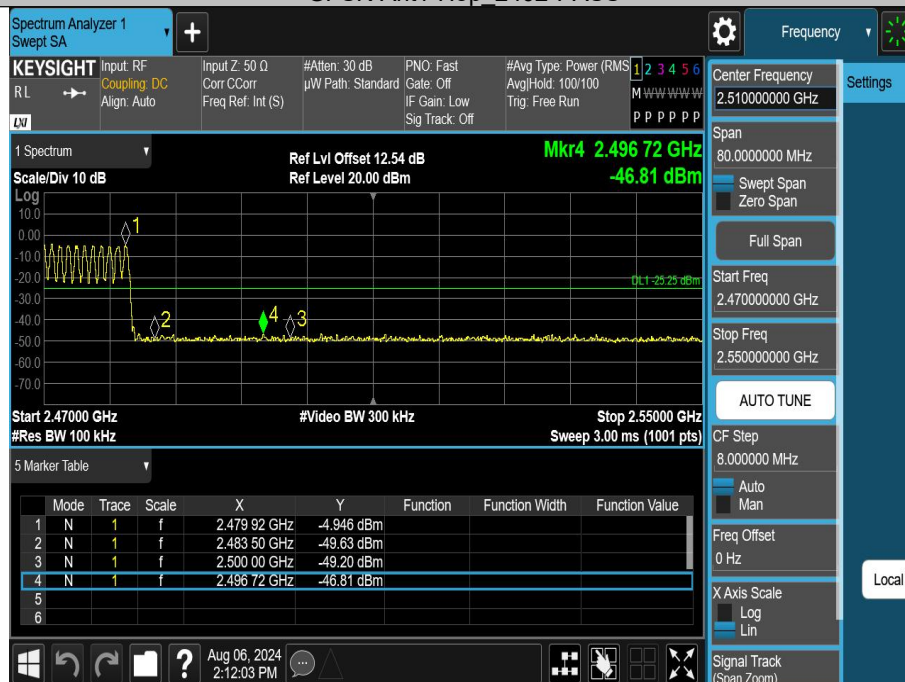 Spectrum Analyzer 1
Swept SA
+
Frequency
KEYSIGHT
RL
LXI
Input: RF
Coupling: DC
Align: Auto
Input Z: 50 Ω
Corr CCorr
Freq Ref: Int (S)
#Atten: 30 dB
µW Path: Standard
PNO: Fast
Gate: Off
IF Gain: Low
Sig Track: Off
#Avg Type: Power (RMS
Avg|Hold: 100/100
Trig: Free Run
1 2 3 4 5 6
M W W W W W
P P P P P P
1 Spectrum
Scale/Div 10 dB
Ref Lvl Offset 12.54 dB
Ref Level 20.00 dBm
Mkr4 2.496 72 GHz
-46.81 dBm
Log
10.0
0.00
-10.0
-20.0
-30.0
-40.0
-50.0
-60.0
-70.0
1
2
4
3
DL1 -25.25 dBm
Start 2.47000 GHz
#Video BW 300 kHz
Stop 2.55000 GHz
#Res BW 100 kHz
Sweep 3.00 ms (1001 pts)
5 Marker Table
Mode Trace Scale X Y Function Function Width Function Value
1 N 1 f 2.479 92 GHz -4.946 dBm
2 N 1 f 2.483 50 GHz -49.63 dBm
3 N 1 f 2.500 00 GHz -49.20 dBm
4 N 1 f 2.496 72 GHz -46.81 dBm
5
6
?
Aug 06, 2024
2:12:03 PM
Center Frequency
2.510000000 GHz
Settings
Span
80.0000000 MHz
Swept Span
Zero Span
Full Span
Start Freq
2.470000000 GHz
Stop Freq
2.550000000 GHz
AUTO TUNE
CF Step
8.000000 MHz
Auto
Man
Freq Offset
0 Hz
Local
X Axis Scale
Log
Lin
Signal Track
(Span Zoom)